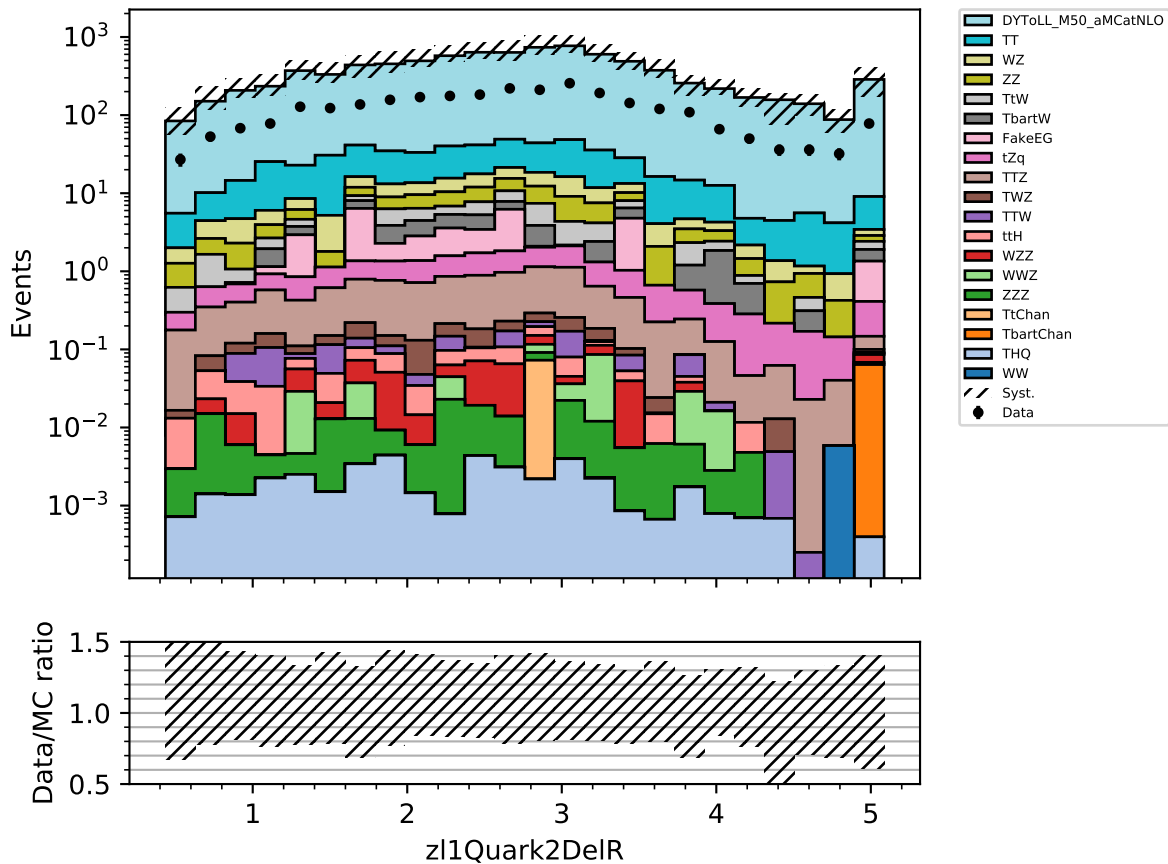 10³
10²
10¹
10⁰
10⁻¹
10⁻²
10⁻³
Events
DYToLL_M50_aMCatNLO
TT
WZ
ZZ
TtW
TbartW
FakeEG
tZq
TTZ
TWZ
TTW
ttH
WZZ
WWZ
ZZZ
TtChan
TbartChan
THQ
WW
Syst.
Data
1.5
1.0
0.5
Data/MC ratio
1 2 3 4 5
zl1Quark2DelR